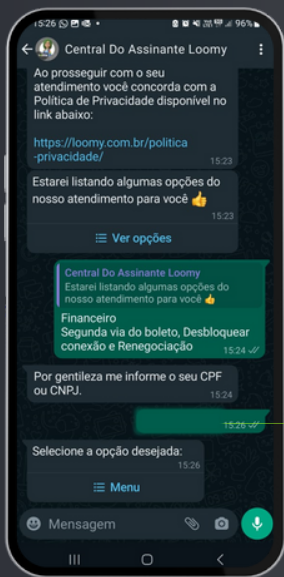 15:26
96%
Central Do Assinante Loomy
Ao prosseguir com o seu
atendimento você concorda com a
Política de Privacidade disponível no
link abaixo:
https://loomy.com.br/politica
-privacidade/
15:23
Estarei listando algumas opções do
nosso atendimento para você 👍
15:23
Ver opções
Central Do Assinante Loomy
Estarei listando algumas opções do
nosso atendimento para você 👍
Financeiro
Segunda via do boleto, Desbloquear
conexão e Renegociação
15:24
Por gentileza me informe o seu CPF
ou CNPJ.
15:24
15:26
Selecione a opção desejada:
15:26
Menu
Mensagem